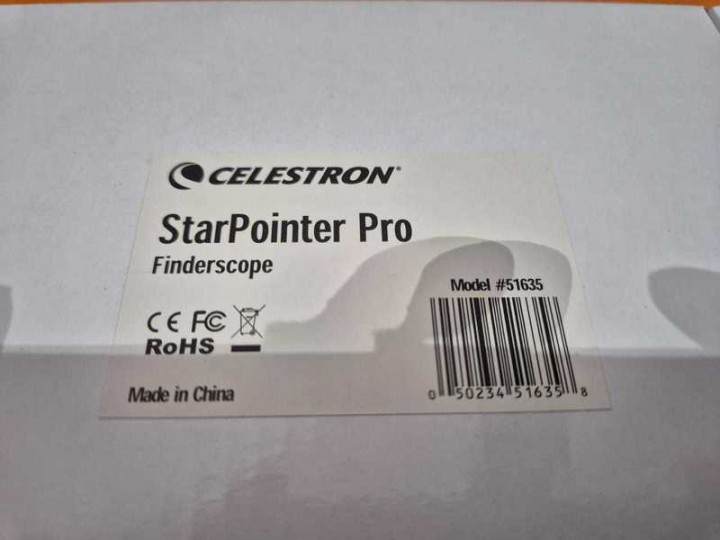 CELESTRON®
StarPointer Pro
Finderscope
Model #51635
CE FC
RoHS
0 50234 51635 8
Made in China